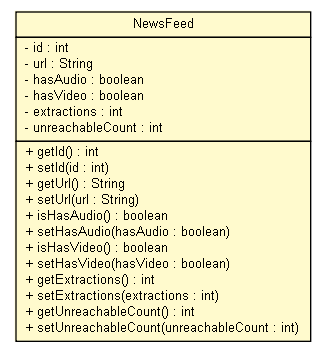 NewsFeed
- id : int
- url : String
- hasAudio : boolean
- hasVideo : boolean
- extractions : int
- unreachableCount : int
+ getId() : int
+ setId(id : int)
+ getUrl() : String
+ setUrl(url : String)
+ isHasAudio() : boolean
+ setHasAudio(hasAudio : boolean)
+ isHasVideo() : boolean
+ setHasVideo(hasVideo : boolean)
+ getExtractions() : int
+ setExtractions(extractions : int)
+ getUnreachableCount() : int
+ setUnreachableCount(unreachableCount : int)